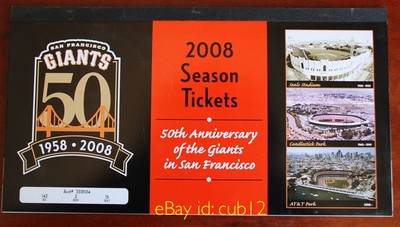 SAN FRANCISCO
GIANTS
50
1958 • 2008
2008
Season
Tickets
50th Anniversary
of the Giants
in San Francisco
Seals Stadium
Candlestick Park
AT&T Park
eBay id: cub12